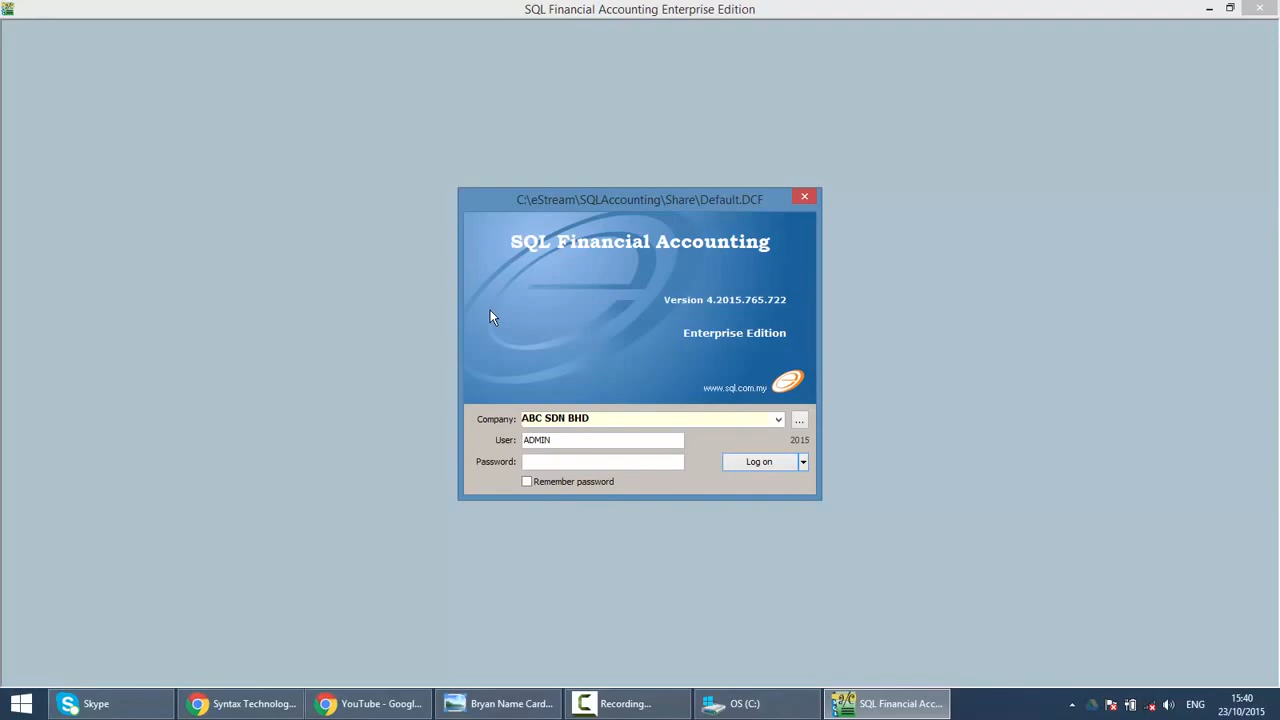 SQL Financial Accounting Enterprise Edition
C:\eStream\SQLAccounting\Share\Default.DCF
SQL Financial Accounting
Version 4.2015.765.722
Enterprise Edition
www.sql.com.my
Company: ABC SDN BHD ...
User: ADMIN 2015
Password: Log on
Remember password
Skype
Syntax Technolog...
YouTube - Googl...
Bryan Name Card...
Recording...
OS (C:)
SQL Financial Acc...
ENG
15:40
23/10/2015